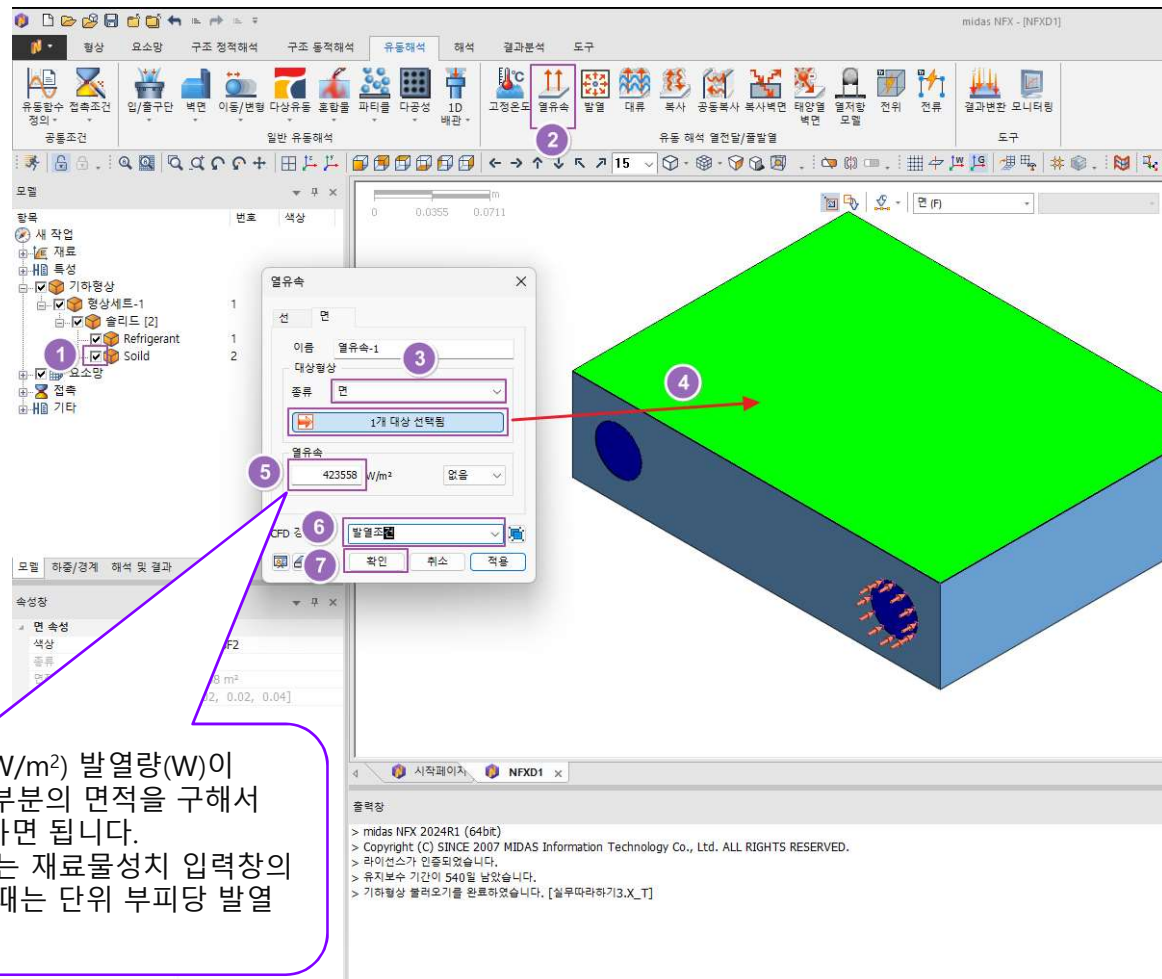 midas NFX - [NFXD1]
형상 요소망 구조 정적해석 구조 동적해석 유동해석 해석 결과분석 도구
유동함수 정의 접촉조건 입/출구단 벽면 이동/변형 다상유동 혼합물 파티클 다공성 1D 배관 고정온도 열유속 발열 대류 복사 공동복사 복사벽면 태양열 벽면 열저항 모델 전위 전류 결과변환 모니터링
공통조건 일반 유동해석 2 유동 해석 열전달/줄발열 도구
15
모델
항목 번호 색상
새 작업
재료
특성
기하형상
형상세트-1 1
솔리드 [2]
Refrigerant 1
1 Soild 2
요소망
접촉
기타
모델 하중/경계 해석 및 결과
속성창
면 속성
색상 F2
종류
8 m²
02, 0.02, 0.04]
열유속
선 면
이름 열유속-1
대상형상 3
종류 면
1개 대상 선택됨
열유속
5 423558 W/m² 없음
CFD 6 발열조건
7 확인 취소 적용
m
0 0.0355 0.0711
면 (F)
4
W/m²) 발열량(W)이
부분의 면적을 구해서
하면 됩니다.
는 재료물성치 입력창의
때는 단위 부피당 발열
시작페이지 NFXD1
출력창
> midas NFX 2024R1 (64bit)
> Copyright (C) SINCE 2007 MIDAS Information Technology Co., Ltd. ALL RIGHTS RESERVED.
> 라이선스가 인증되었습니다.
> 유지보수 기간이 540일 남았습니다.
> 기하형상 불러오기를 완료하였습니다. [실무따라하기3.X_T]